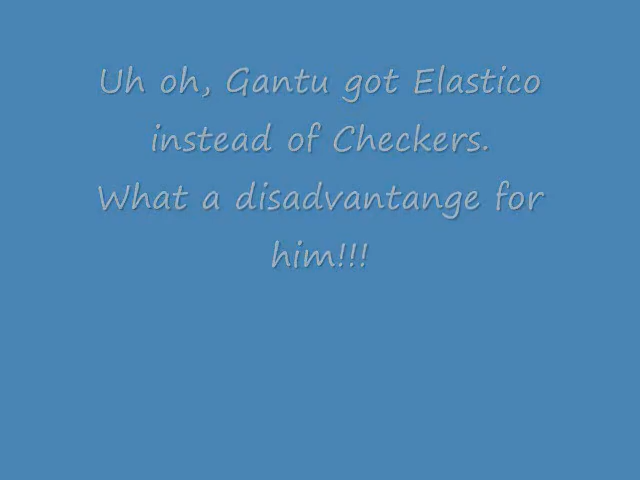 Uh oh, Gantu got Elastico
instead of Checkers.
What a disadvantange for
him!!!